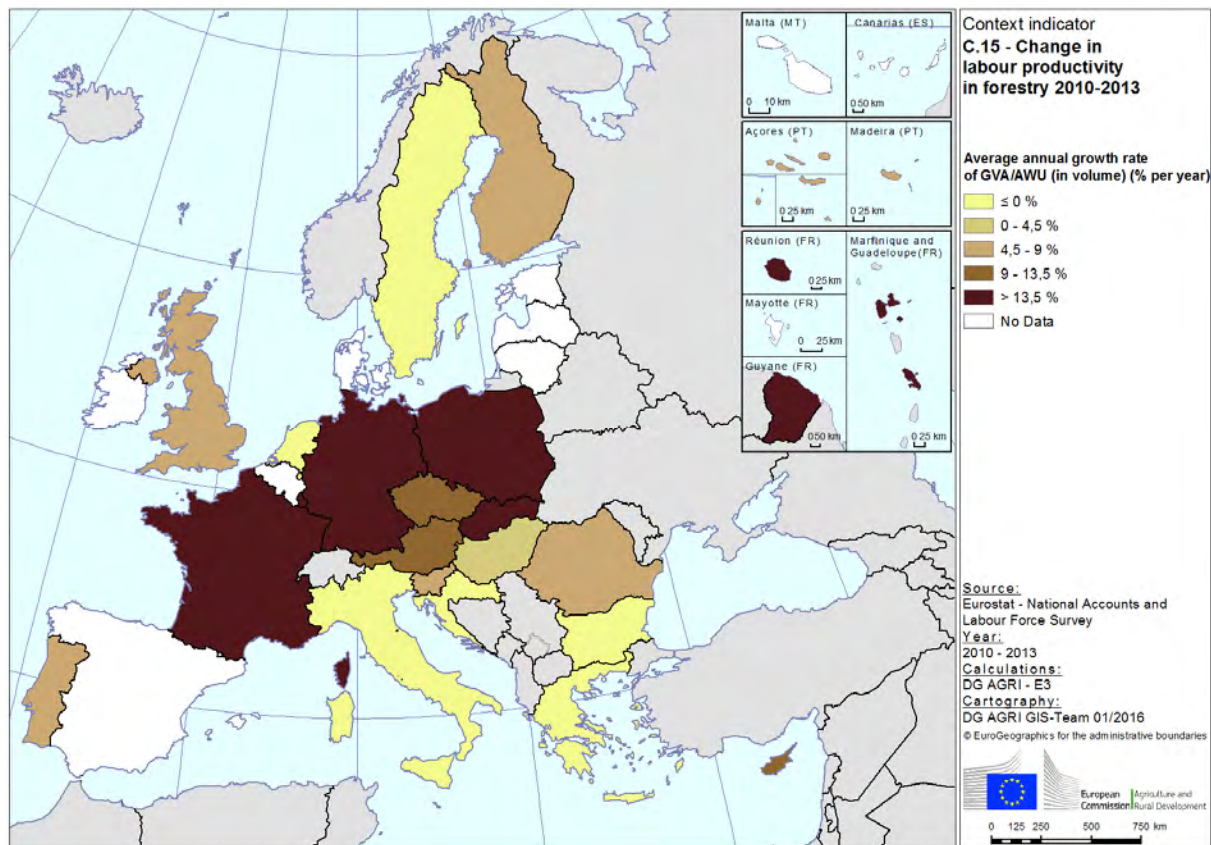 Malta (MT)
0 10 km
Canarias (ES)
0 50 km
Açores (PT)
0 25 km
Madeira (PT)
0 25 km
Réunion (FR)
0 25 km
Martinique and
Guadeloupe(FR)
0 25 km
Mayotte (FR)
0 25 km
Guyane (FR)
0 50 km
Context indicator
C.15 - Change in
labour productivity
in forestry 2010-2013
Average annual growth rate
of GVA/AWU (in volume) (% per year)
≤ 0 %
0 - 4,5 %
4,5 - 9 %
9 - 13,5 %
> 13,5 %
No Data
Source:
Eurostat - National Accounts and
Labour Force Survey
Year:
2010 - 2013
Calculations:
DG AGRI - E3
Cartography:
DG AGRI GIS-Team 01/2016
© EuroGeographics for the administrative boundaries
European
Commission
Agriculture and
Rural Development
0 125 250 500 750 km